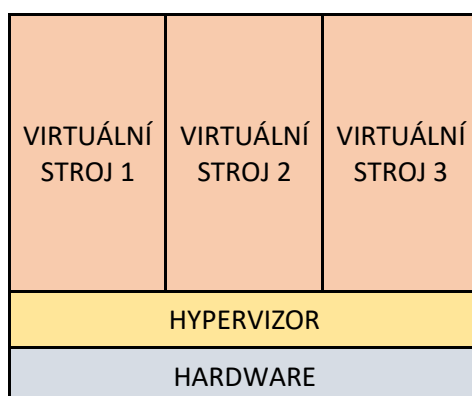 VIRTUÁLNÍ
STROJ 1
VIRTUÁLNÍ
STROJ 2
VIRTUÁLNÍ
STROJ 3
HYPERVIZOR
HARDWARE